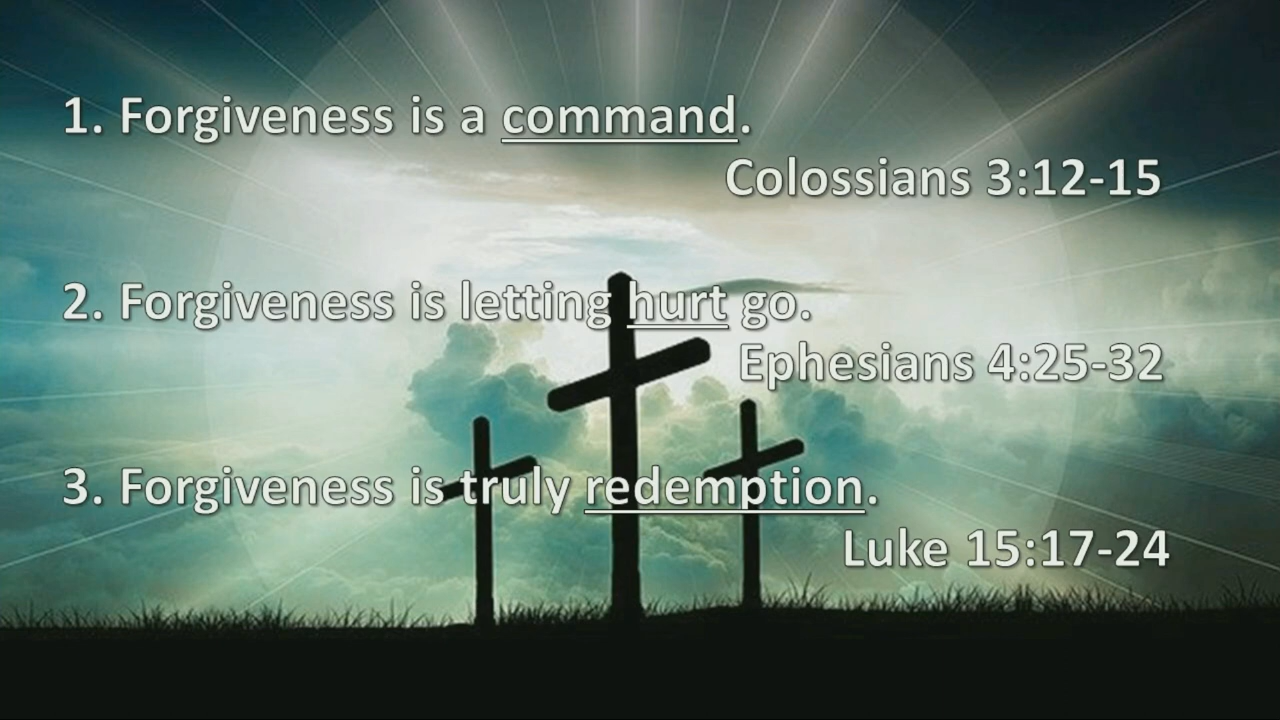 1. Forgiveness is a command.
Colossians 3:12-15
2. Forgiveness is letting hurt go.
Ephesians 4:25-32
3. Forgiveness is truly redemption.
Luke 15:17-24